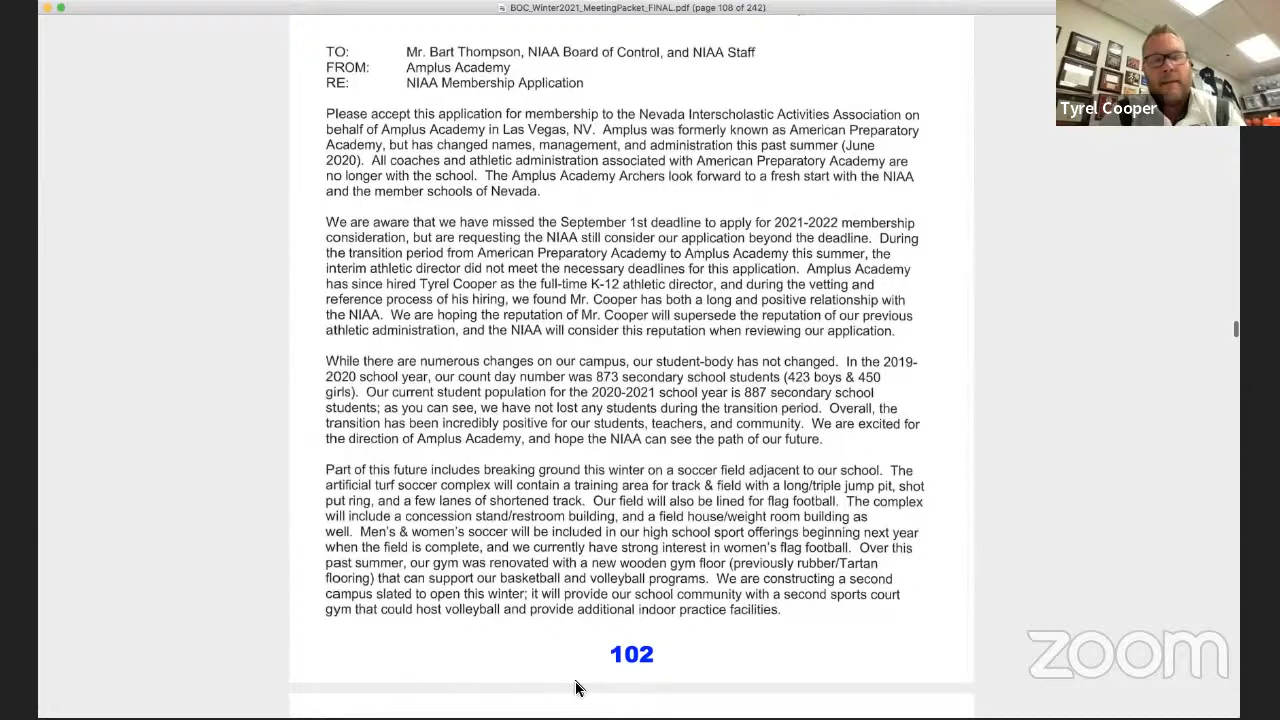 BOC_Winter2021_MeetingPacket_FINAL.pdf (page 108 of 242)
Tyrel Cooper
TO: Mr. Bart Thompson, NIAA Board of Control, and NIAA Staff
FROM: Amplus Academy
RE: NIAA Membership Application
Please accept this application for membership to the Nevada Interscholastic Activities Association on
behalf of Amplus Academy in Las Vegas, NV. Amplus was formerly known as American Preparatory
Academy, but has changed names, management, and administration this past summer (June
2020). All coaches and athletic administration associated with American Preparatory Academy are
no longer with the school. The Amplus Academy Archers look forward to a fresh start with the NIAA
and the member schools of Nevada.
We are aware that we have missed the September 1st deadline to apply for 2021-2022 membership
consideration, but are requesting the NIAA still consider our application beyond the deadline. During
the transition period from American Preparatory Academy to Amplus Academy this summer, the
interim athletic director did not meet the necessary deadlines for this application. Amplus Academy
has since hired Tyrel Cooper as the full-time K-12 athletic director, and during the vetting and
reference process of his hiring, we found Mr. Cooper has both a long and positive relationship with
the NIAA. We are hoping the reputation of Mr. Cooper will supersede the reputation of our previous
athletic administration, and the NIAA will consider this reputation when reviewing our application.
While there are numerous changes on our campus, our student-body has not changed. In the 2019-
2020 school year, our count day number was 873 secondary school students (423 boys & 450
girls). Our current student population for the 2020-2021 school year is 887 secondary school
students; as you can see, we have not lost any students during the transition period. Overall, the
transition has been incredibly positive for our students, teachers, and community. We are excited for
the direction of Amplus Academy, and hope the NIAA can see the path of our future.
Part of this future includes breaking ground this winter on a soccer field adjacent to our school. The
artificial turf soccer complex will contain a training area for track & field with a long/triple jump pit, shot
put ring, and a few lanes of shortened track. Our field will also be lined for flag football. The complex
will include a concession stand/restroom building, and a field house/weight room building as
well. Men's & women's soccer will be included in our high school sport offerings beginning next year
when the field is complete, and we currently have strong interest in women's flag football. Over this
past summer, our gym was renovated with a new wooden gym floor (previously rubber/Tartan
flooring) that can support our basketball and volleyball programs. We are constructing a second
campus slated to open this winter; it will provide our school community with a second sports court
gym that could host volleyball and provide additional indoor practice facilities.
102
zoom